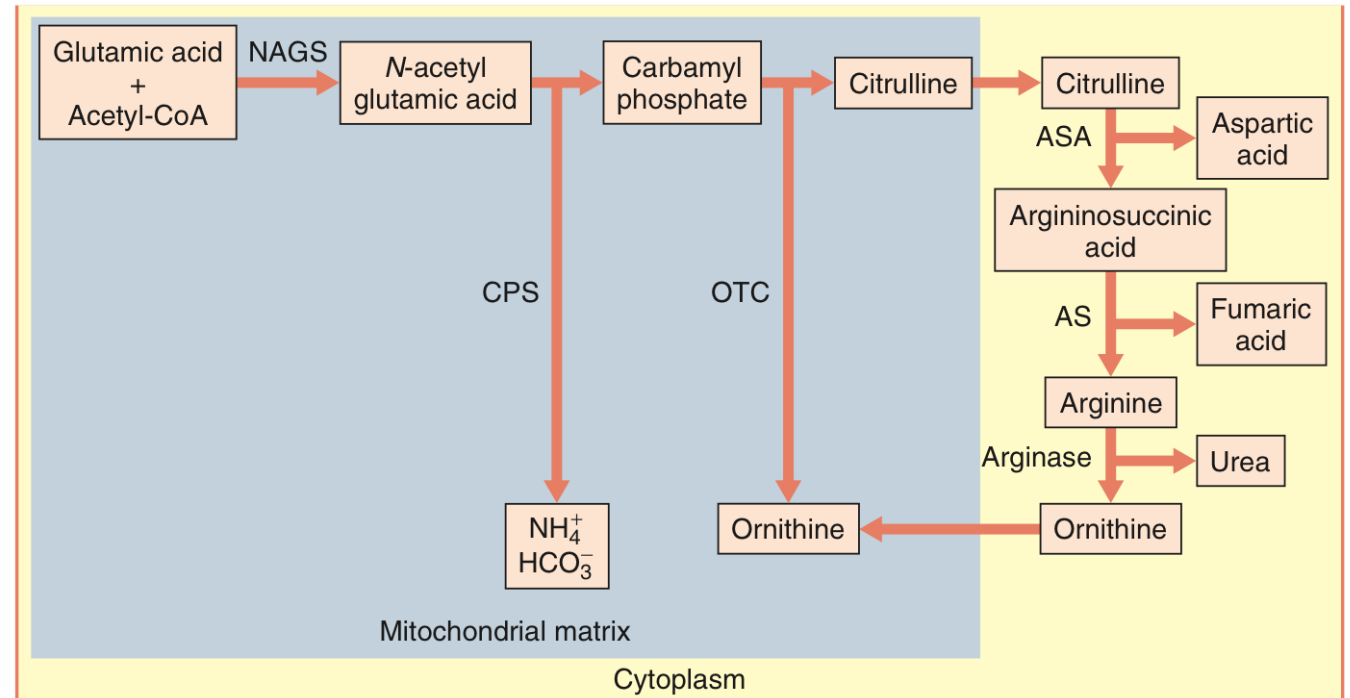 Glutamic acid
+
Acetyl-CoA
NAGS
N-acetyl
glutamic acid
Carbamyl
phosphate
Citrulline
Citrulline
ASA
Aspartic
acid
Argininosuccinic
acid
CPS
OTC
AS
Fumaric
acid
Arginine
Arginase
Urea
NH₄⁺
HCO₃⁻
Ornithine
Ornithine
Mitochondrial matrix
Cytoplasm